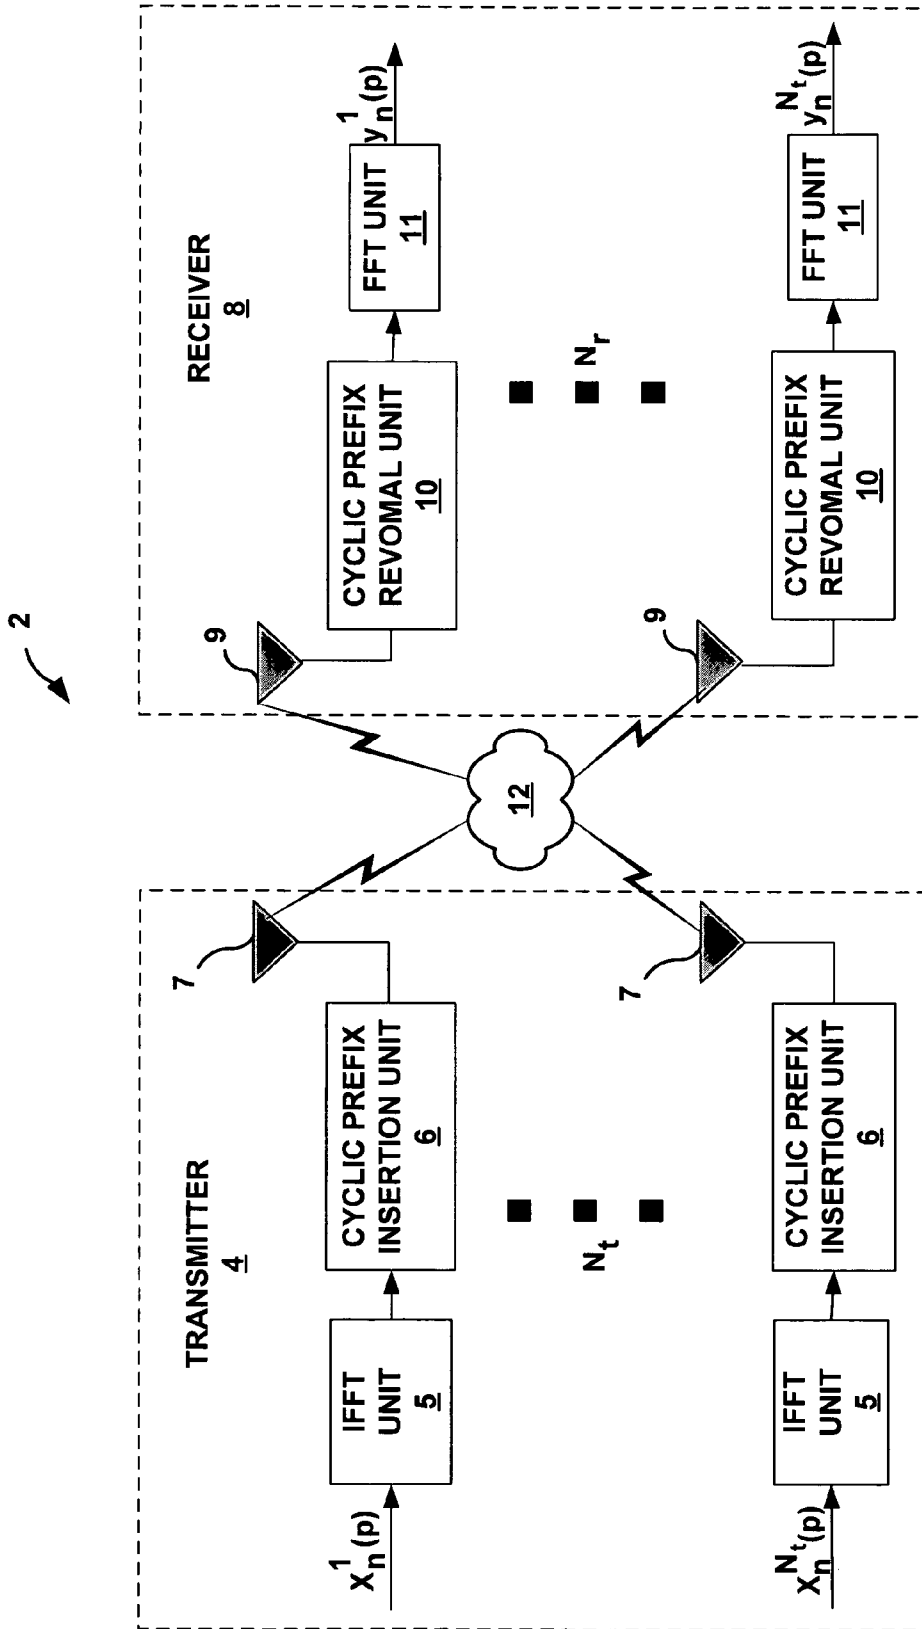 2
TRANSMITTER
4
X_n^1(p)
IFFT
UNIT
5
CYCLIC PREFIX
INSERTION UNIT
6
7
N_t
X_n^{N_t}(p)
IFFT
UNIT
5
CYCLIC PREFIX
INSERTION UNIT
6
7
12
RECEIVER
8
9
CYCLIC PREFIX
REVOMAL UNIT
10
FFT UNIT
11
y_n^1(p)
N_r
9
CYCLIC PREFIX
REVOMAL UNIT
10
FFT UNIT
11
y_n^{N_t}(p)